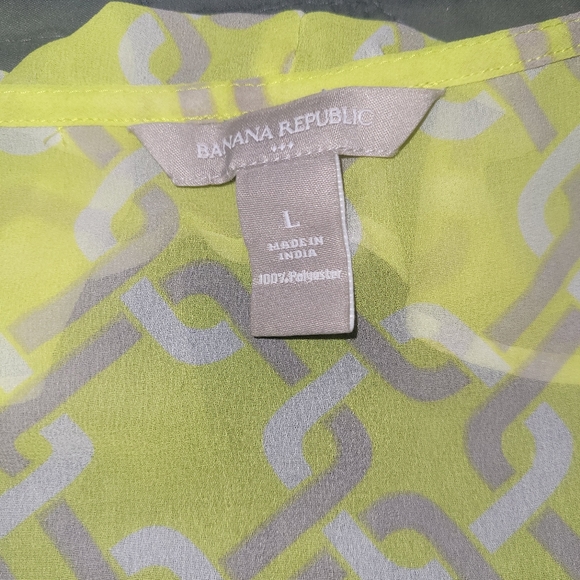 BANANA REPUBLIC
L
MADE IN
INDIA
100% Polyester